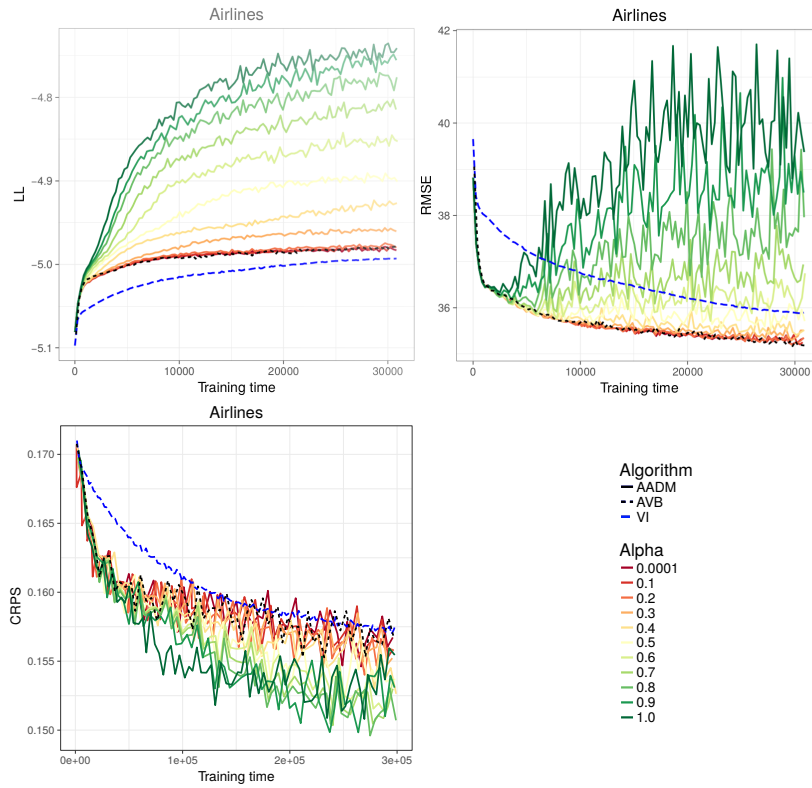 Airlines
LL
−4.8
−4.9
−5.0
−5.1
0 10000 20000 30000
Training time
Airlines
RMSE
42
40
38
36
0 10000 20000 30000
Training time
Airlines
CRPS
0.170
0.165
0.160
0.155
0.150
0e+00 1e+05 2e+05 3e+05
Training time
Algorithm
AADM
AVB
VI
Alpha
0.0001
0.1
0.2
0.3
0.4
0.5
0.6
0.7
0.8
0.9
1.0